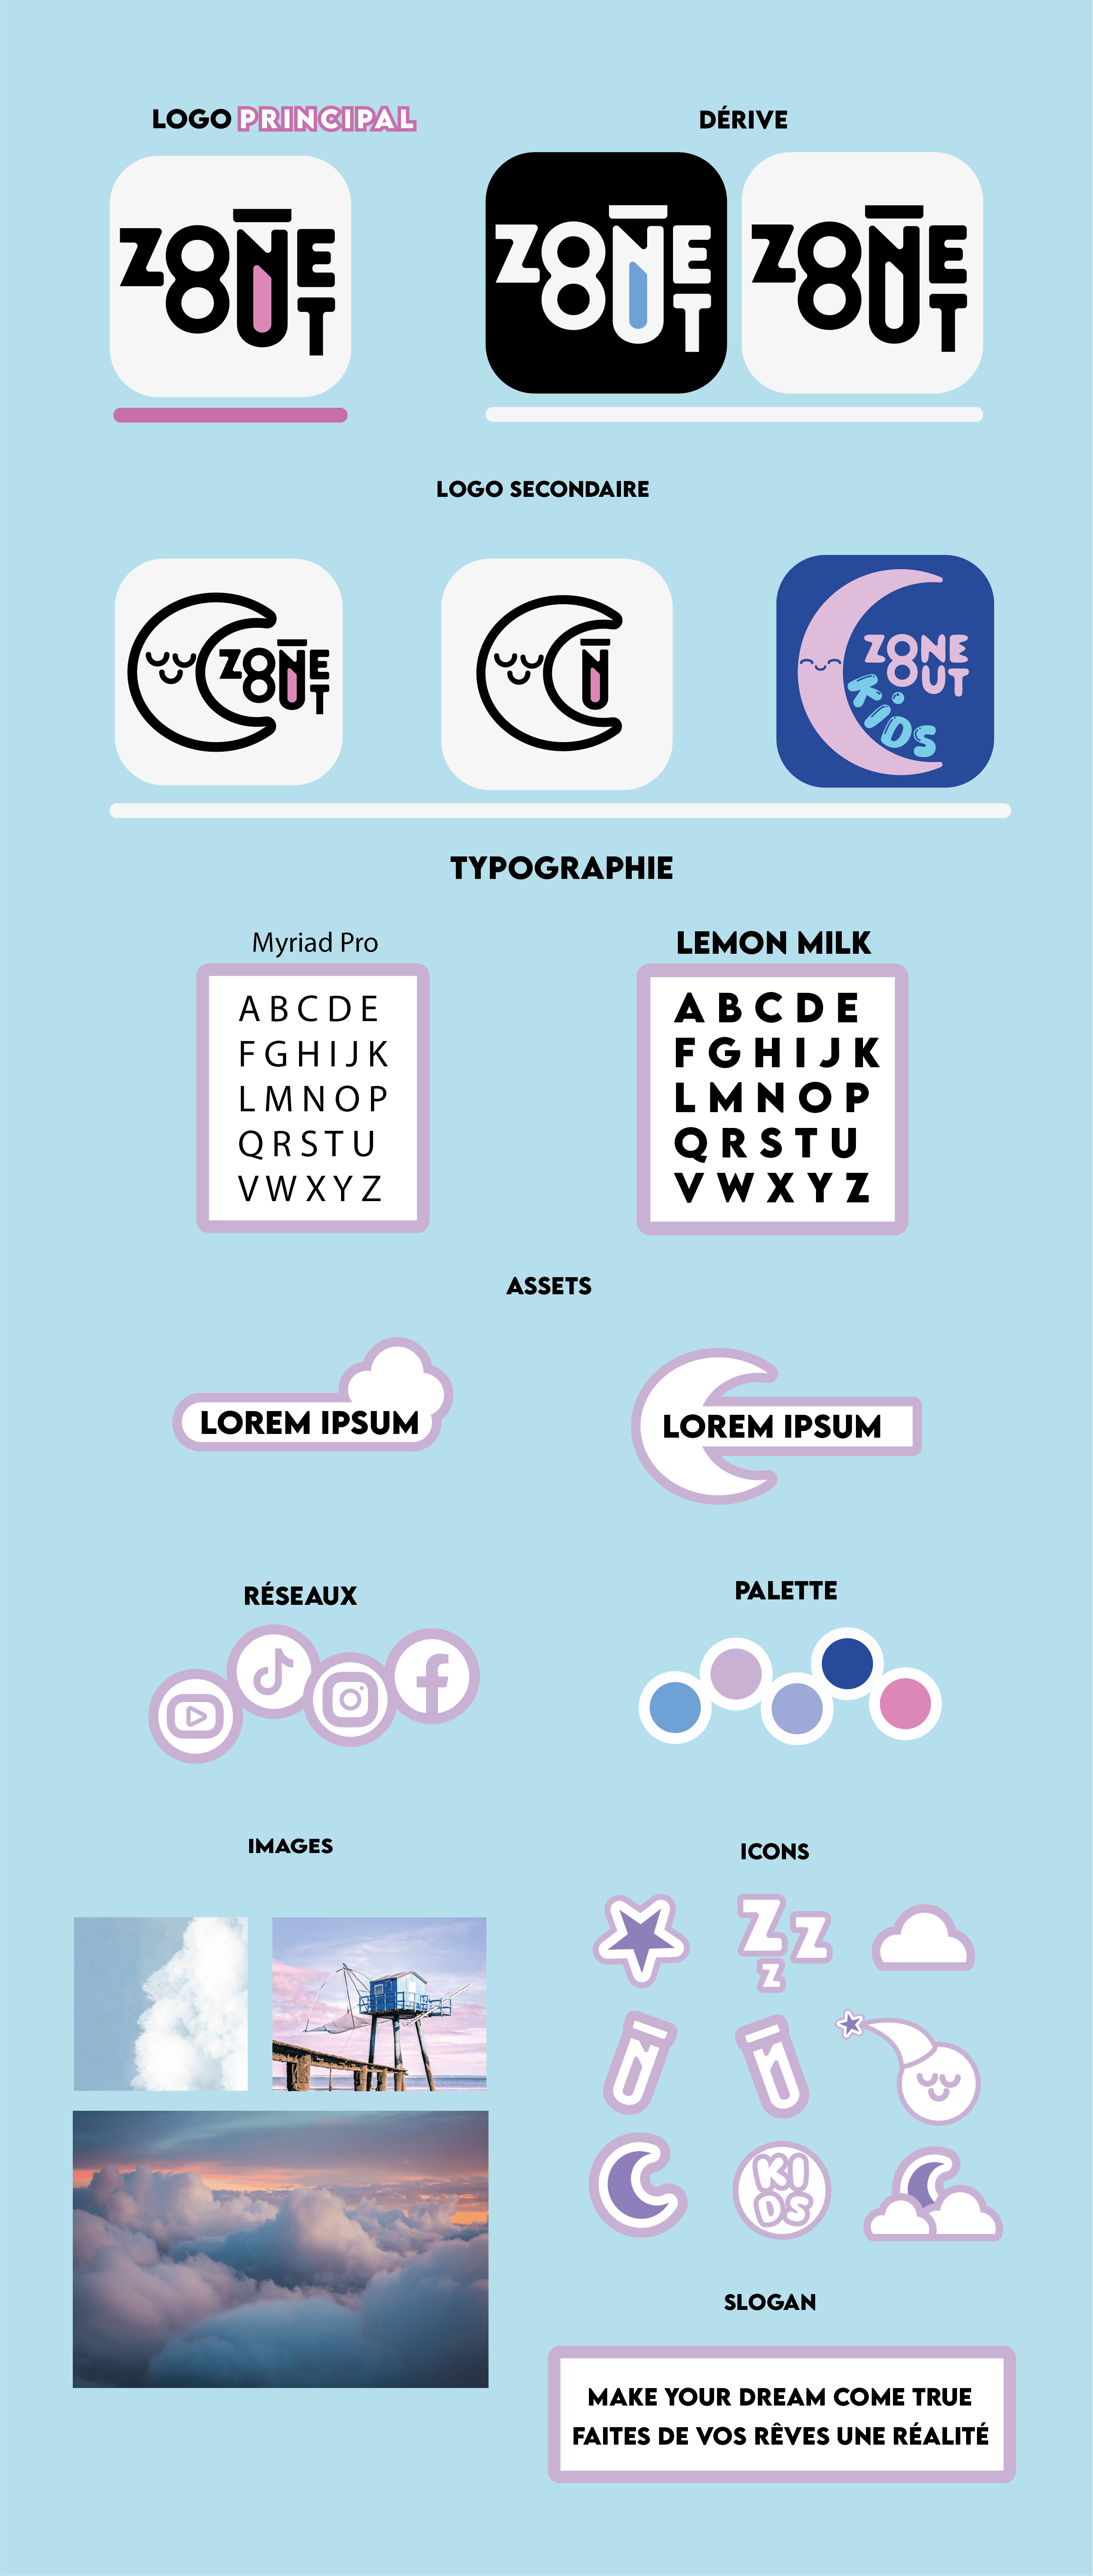 LOGO PRINCIPAL
DÉRIVE
ZONE
OUT
ZONE
OUT
ZONE
OUT
LOGO SECONDAIRE
ZONE
OUT
N
ZONE
OUT
KIDS
TYPOGRAPHIE
Myriad Pro
A B C D E
F G H I J K
L M N O P
Q R S T U
V W X Y Z
LEMON MILK
A B C D E
F G H I J K
L M N O P
Q R S T U
V W X Y Z
ASSETS
LOREM IPSUM
LOREM IPSUM
RÉSEAUX
PALETTE
IMAGES
ICONS
Z Z
Z
KI
DS
SLOGAN
MAKE YOUR DREAM COME TRUE
FAITES DE VOS RÊVES UNE RÉALITÉ